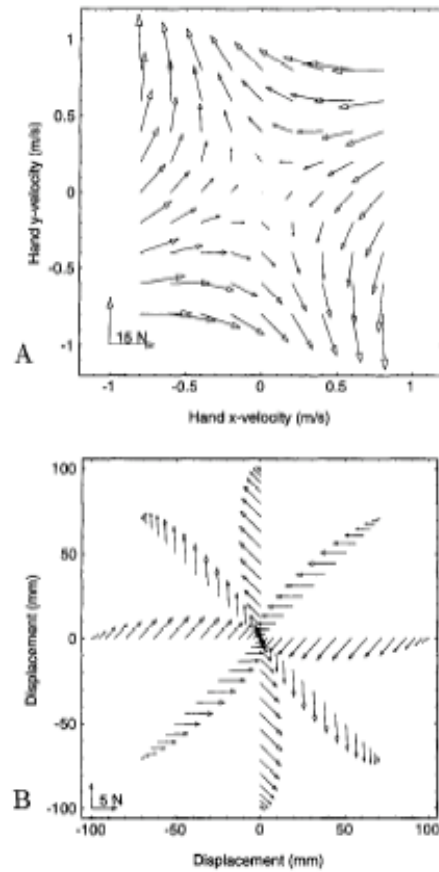 1
0.5
0
-0.5
-1
Hand y-velocity (m/s)
15 N
A
-1 -0.5 0 0.5 1
Hand x-velocity (m/s)
100
50
0
-50
-100
Displacement (mm)
5 N
B
-100 -50 0 50 100
Displacement (mm)